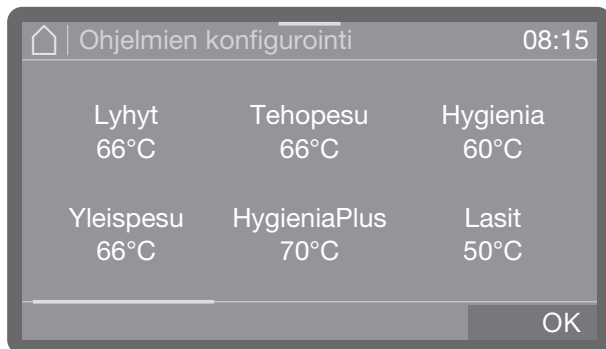 Ohjelmien konfigurointi 08:15
Lyhyt Tehopesu Hygienia
66°C 66°C 60°C
Yleispesu HygieniaPlus Lasit
66°C 70°C 50°C
OK